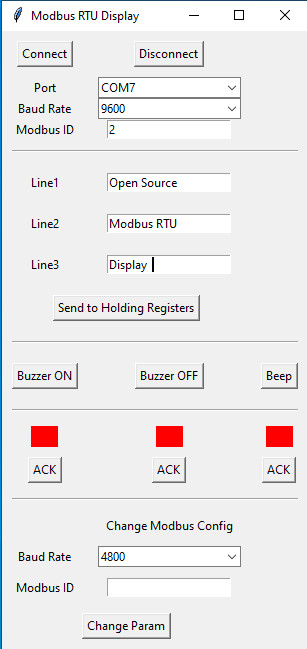 Modbus RTU Display
Connect Disconnect
Port COM7
Baud Rate 9600
Modbus ID 2
Line1 Open Source
Line2 Modbus RTU
Line3 Display
Send to Holding Registers
Buzzer ON Buzzer OFF Beep
ACK ACK ACK
Change Modbus Config
Baud Rate 4800
Modbus ID
Change Param